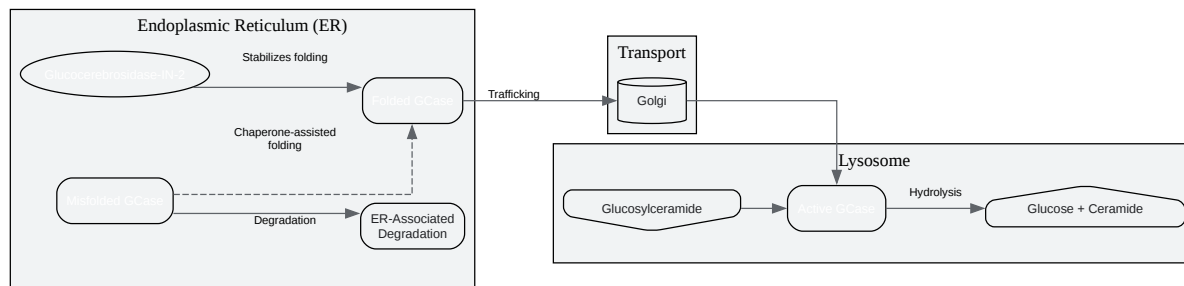 Endoplasmic Reticulum (ER)
Glucocerebrosidase-IN-2
Stabilizes folding
Folded GCase
Trafficking
Chaperone-assisted
folding
Misfolded GCase
Degradation
ER-Associated
Degradation
Transport
Golgi
Lysosome
Glucosylceramide
Active GCase
Hydrolysis
Glucose + Ceramide